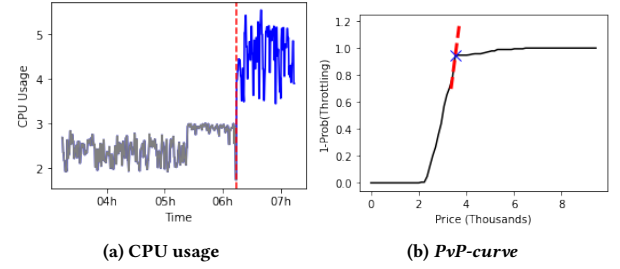 5
4
3
2
CPU Usage
04h
05h
06h
07h
Time
(a) CPU usage
1.2
1.0
0.8
0.6
0.4
0.2
0.0
1-Prob(Throttling)
0
2
4
6
8
Price (Thousands)
(b) PvP-curve